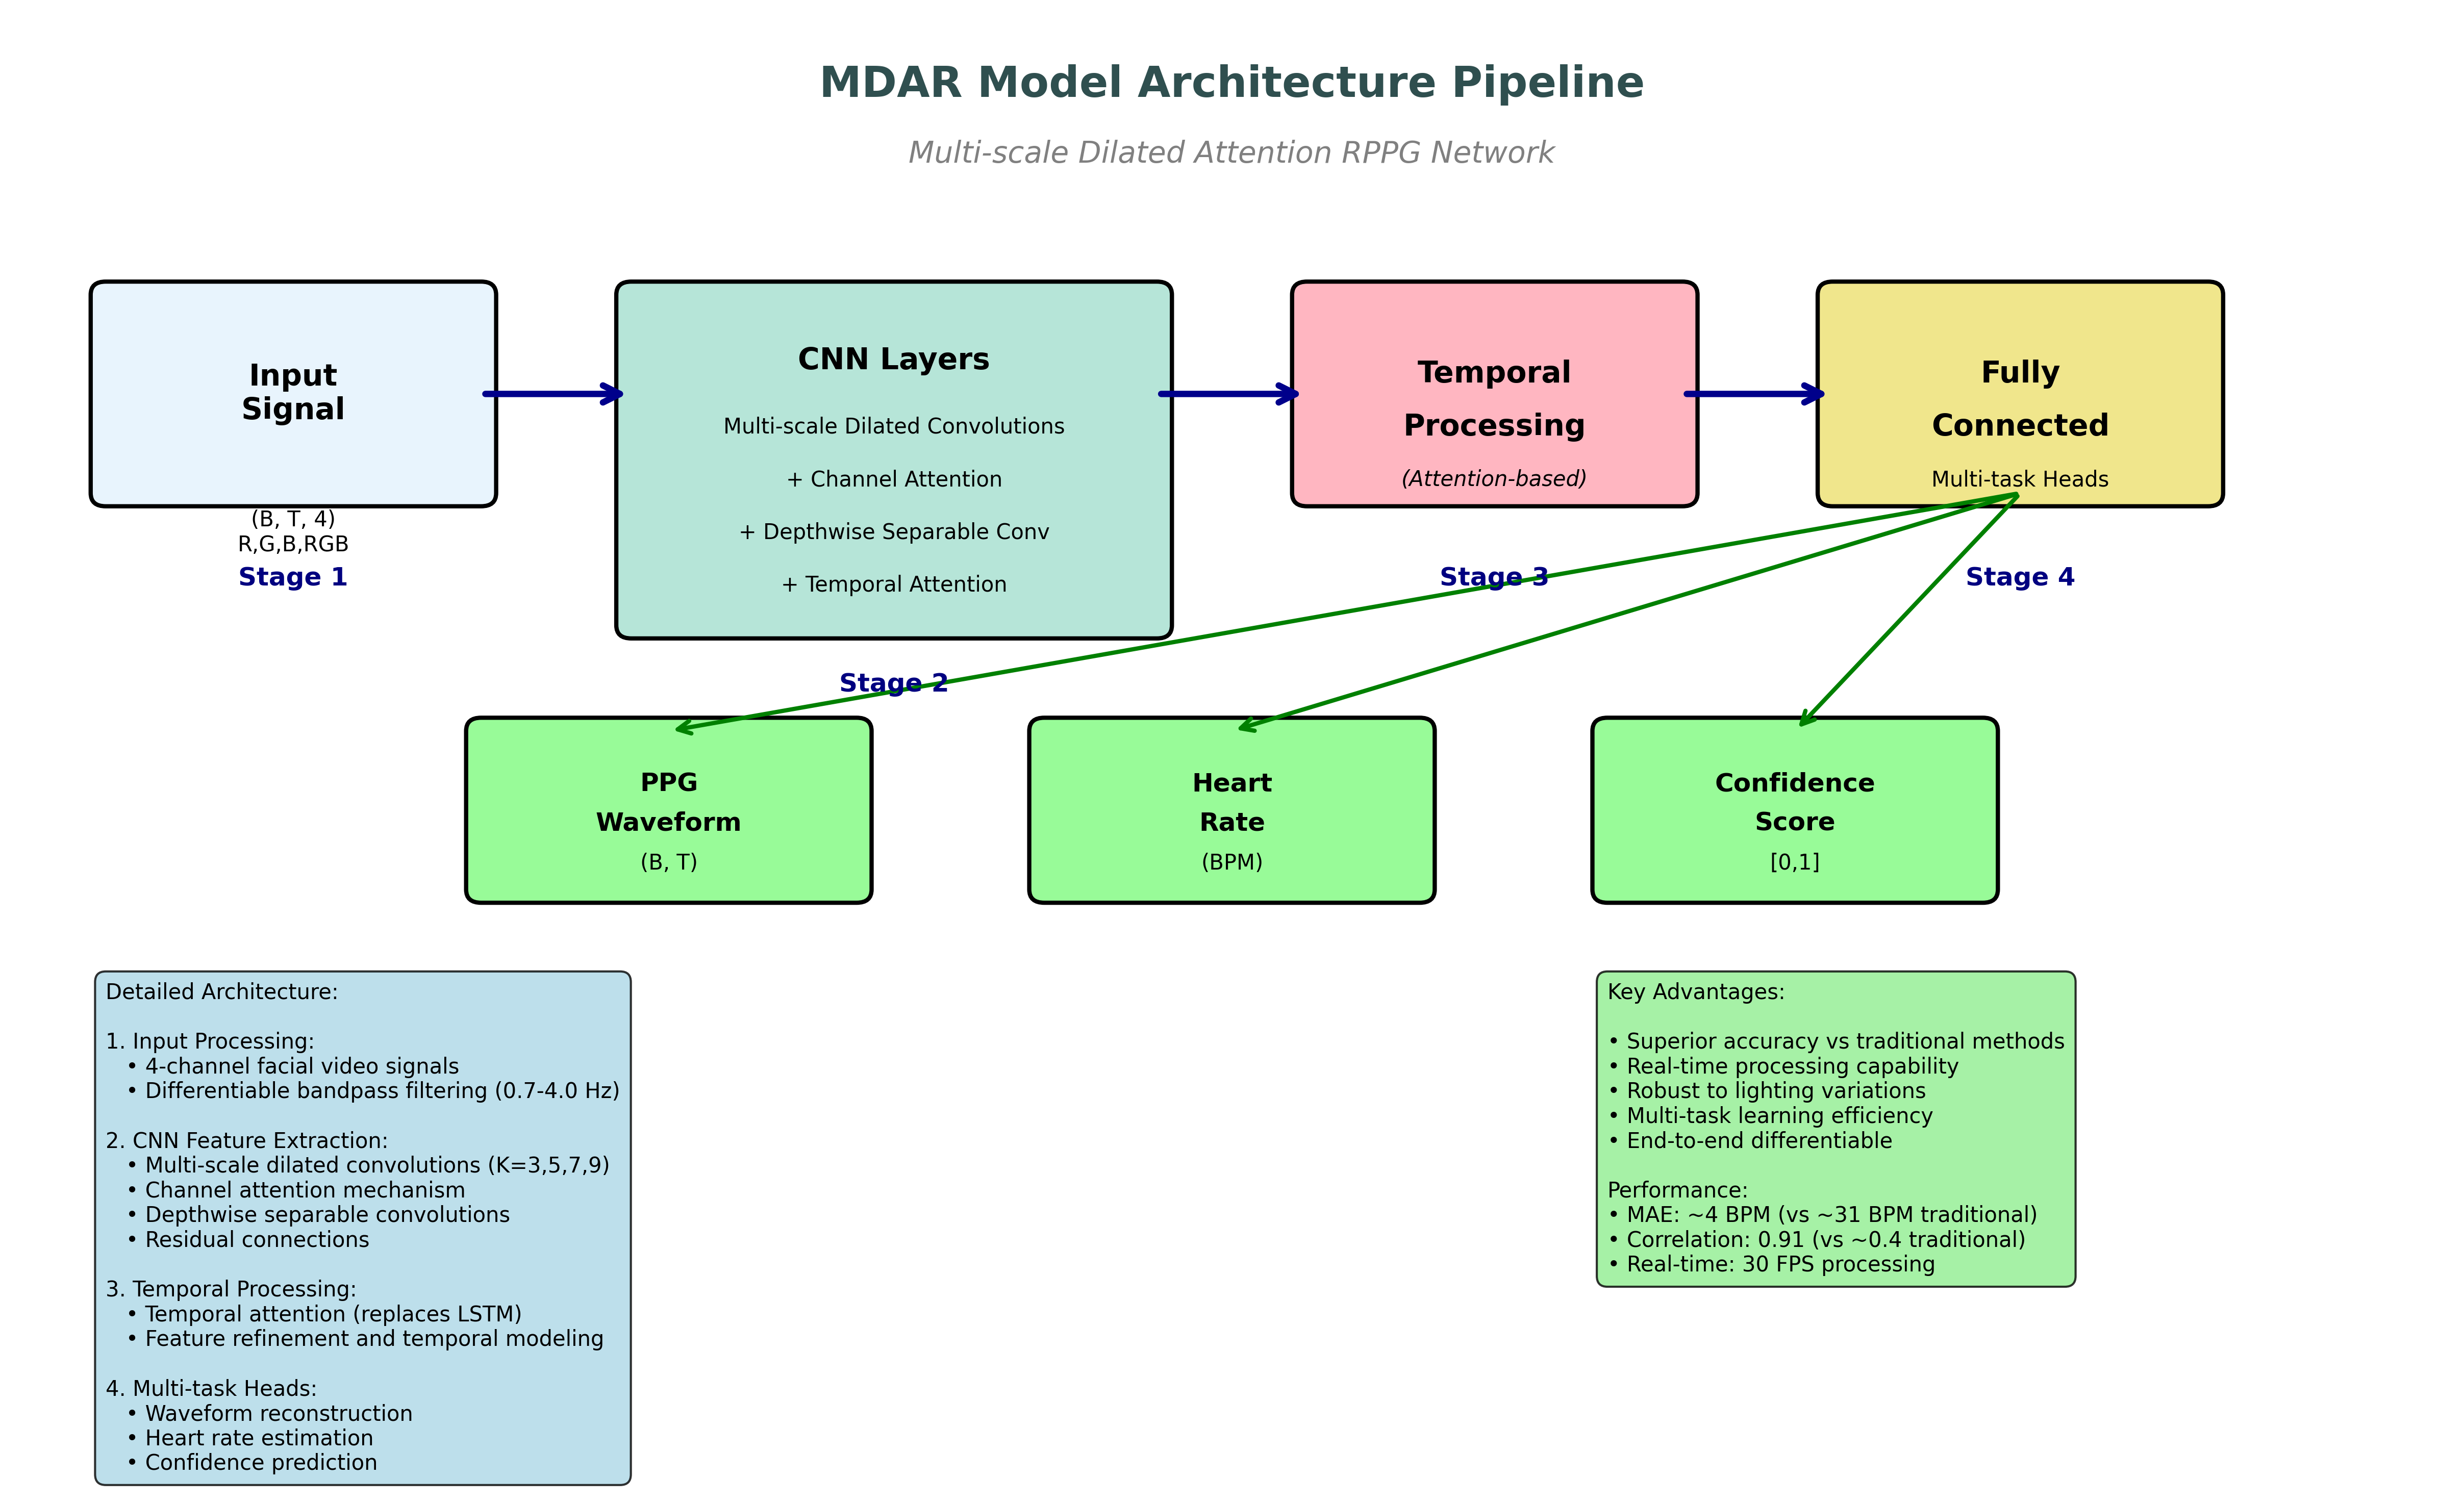 MDAR Model Architecture Pipeline
Multi-scale Dilated Attention RPPG Network
Input
Signal
(B, T, 4)
R,G,B,RGB
Stage 1
CNN Layers
Multi-scale Dilated Convolutions
+ Channel Attention
+ Depthwise Separable Conv
+ Temporal Attention
Stage 2
Temporal
Processing
(Attention-based)
Stage 3
Fully
Connected
Multi-task Heads
Stage 4
PPG
Waveform
(B, T)
Heart
Rate
(BPM)
Confidence
Score
[0,1]
Detailed Architecture:
1. Input Processing:
• 4-channel facial video signals
• Differentiable bandpass filtering (0.7-4.0 Hz)
2. CNN Feature Extraction:
• Multi-scale dilated convolutions (K=3,5,7,9)
• Channel attention mechanism
• Depthwise separable convolutions
• Residual connections
3. Temporal Processing:
• Temporal attention (replaces LSTM)
• Feature refinement and temporal modeling
4. Multi-task Heads:
• Waveform reconstruction
• Heart rate estimation
• Confidence prediction
Key Advantages:
• Superior accuracy vs traditional methods
• Real-time processing capability
• Robust to lighting variations
• Multi-task learning efficiency
• End-to-end differentiable
Performance:
• MAE: ~4 BPM (vs ~31 BPM traditional)
• Correlation: 0.91 (vs ~0.4 traditional)
• Real-time: 30 FPS processing